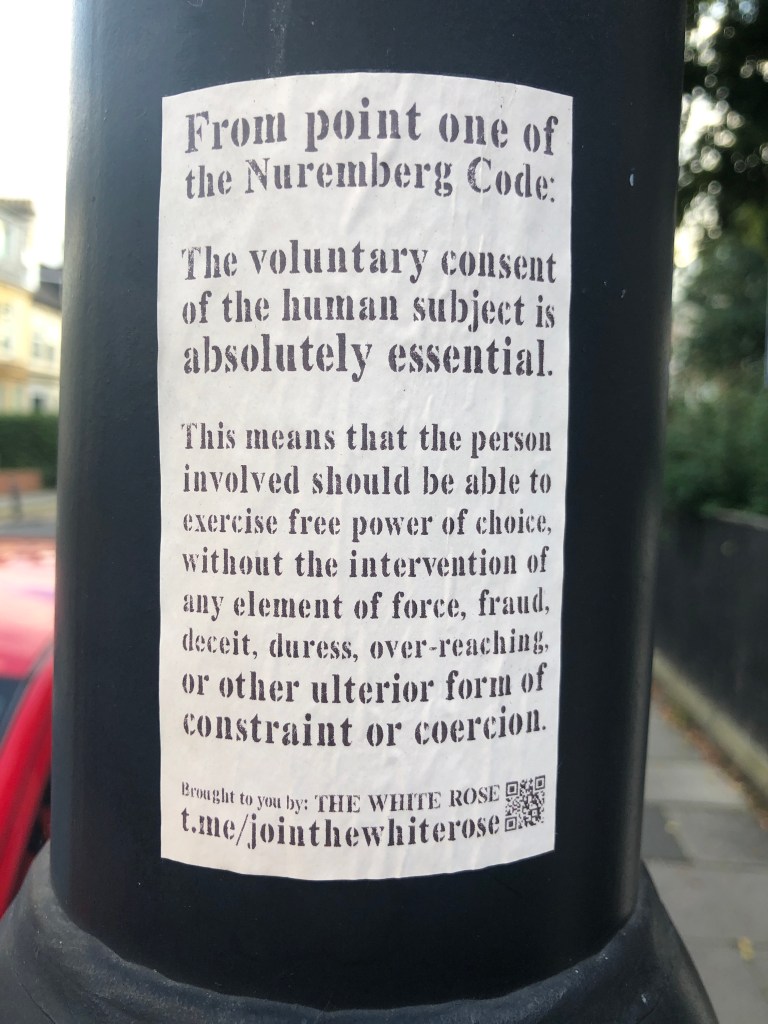 From point one of
the Nuremberg Code:
The voluntary consent
of the human subject is
absolutely essential.
This means that the person
involved should be able to
exercise free power of choice,
without the intervention of
any element of force, fraud,
deceit, duress, over-reaching,
or other ulterior form of
constraint or coercion.
Brought to you by: THE WHITE ROSE
t.me/jointhewhiterose